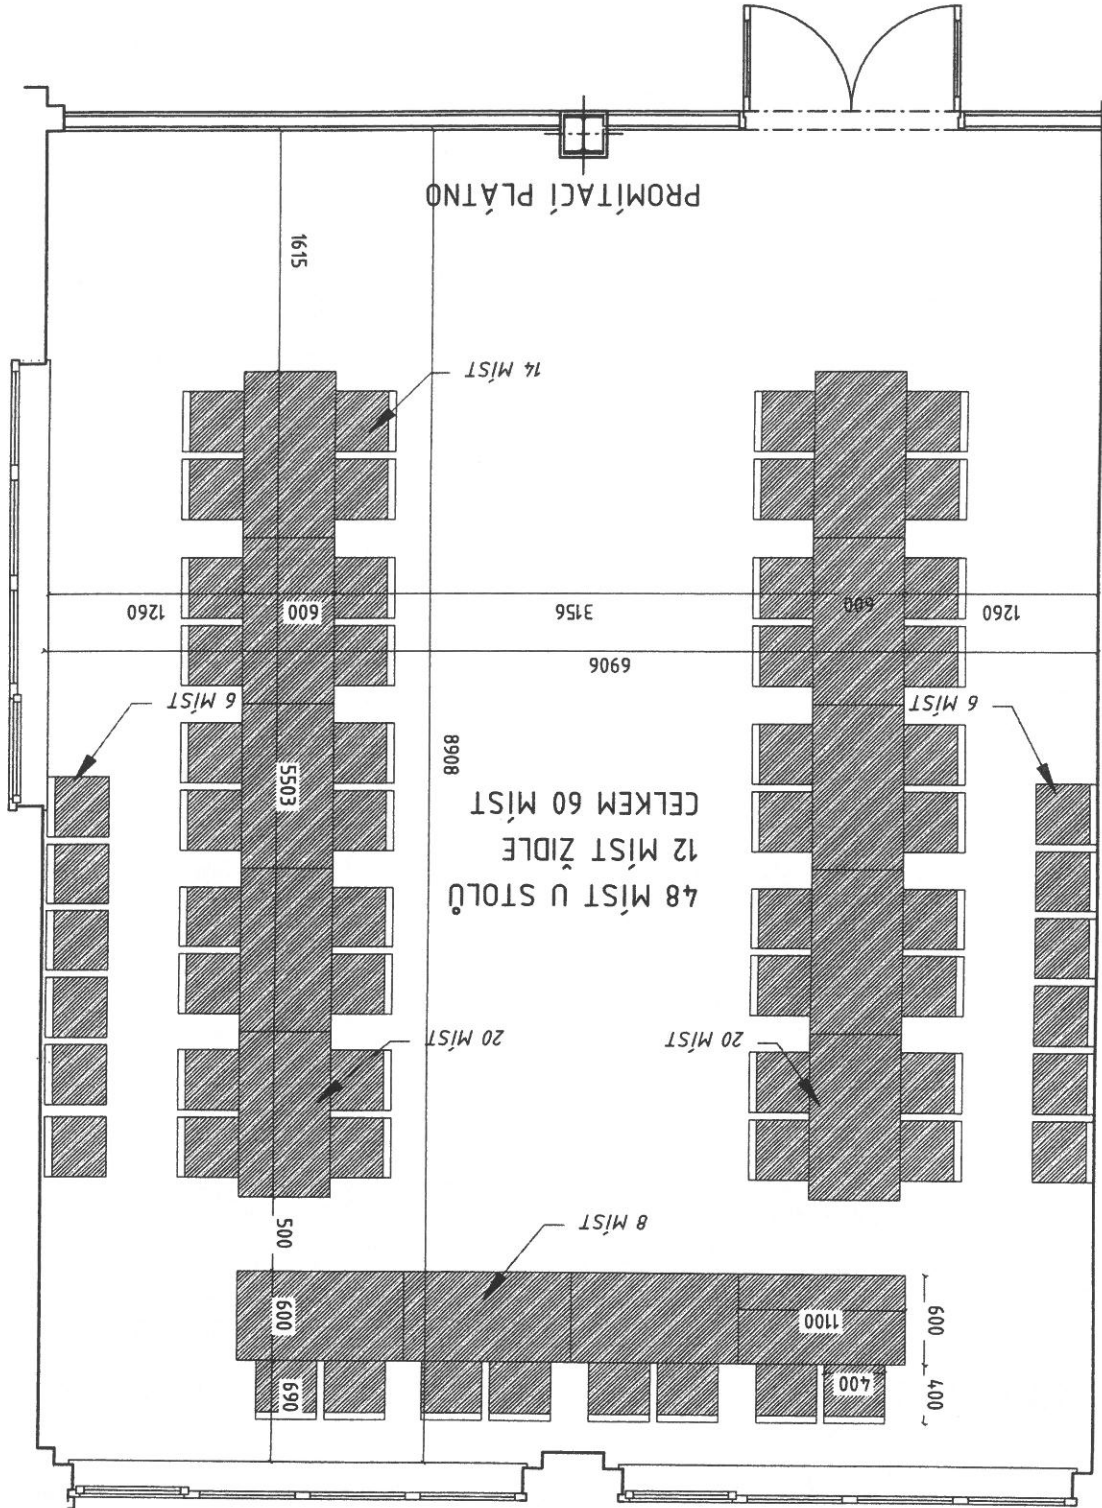 400
400
690
600
1100
600
8 MÍST
500
20 MÍST
20 MÍST
48 MÍST U STOLŮ
12 MÍST ŽIDLE
CELKEM 60 MÍST
5503
8908
6 MÍST
6 MÍST
6906
1260
600
3156
600
1260
14 MÍST
1615
PROMÍTACÍ PLÁTNO